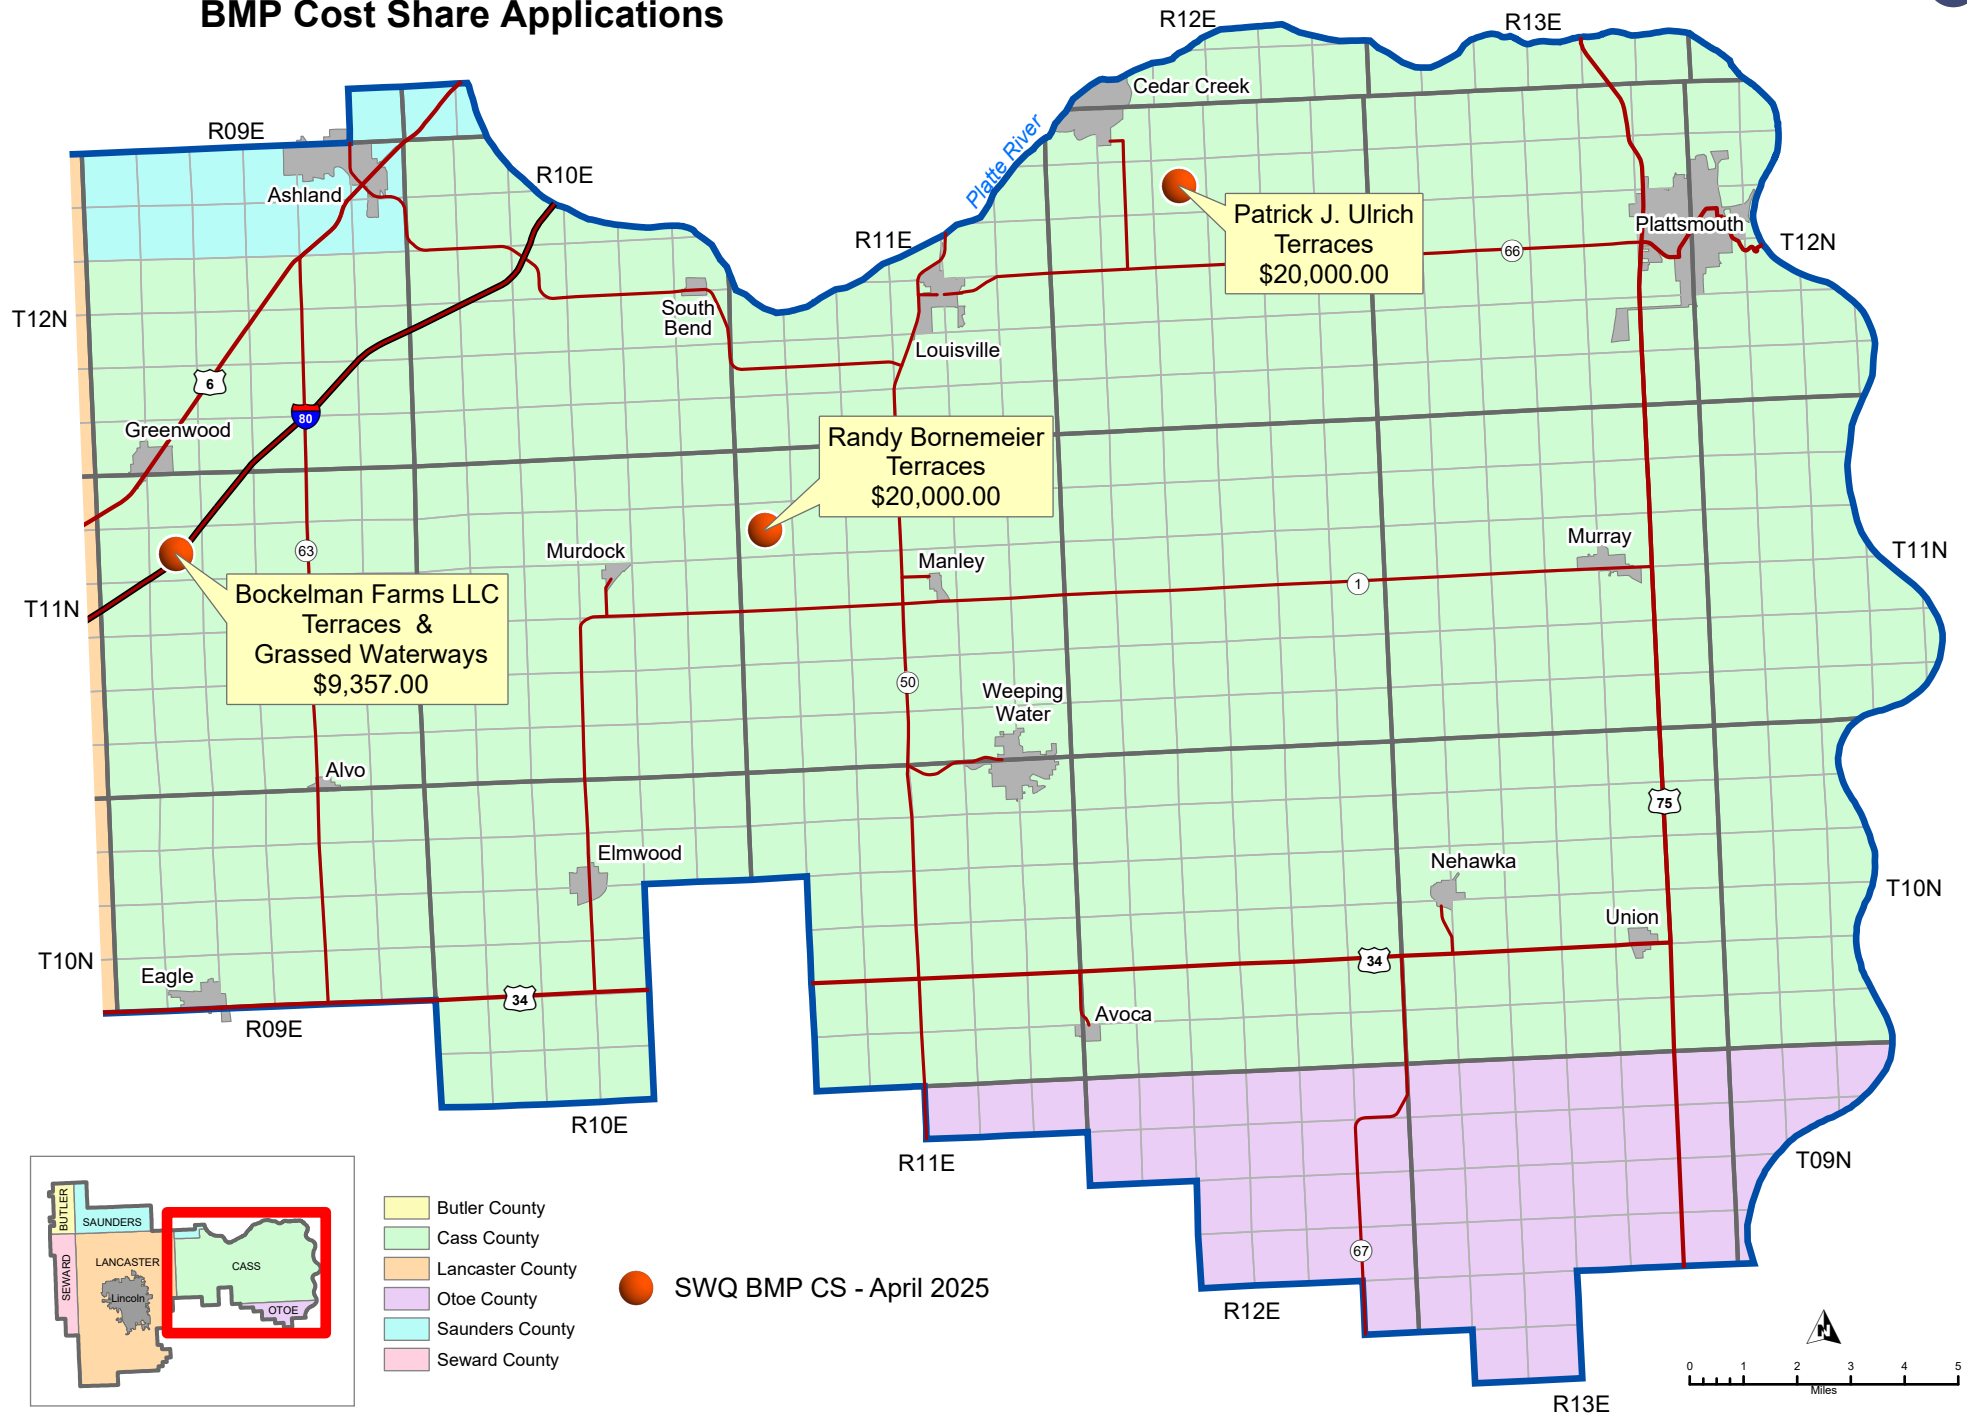 BMP Cost Share Applications
R12E
R13E
Cedar Creek
R09E
Platte River
R10E
Ashland
Patrick J. Ulrich
Terraces
$20,000.00
Plattsmouth
R11E
66
T12N
South
Bend
T12N
Louisville
6
80
Greenwood
Randy Bornemeier
Terraces
$20,000.00
63
Murdock
Manley
Murray
T11N
1
T11N
Bockelman Farms LLC
Terraces &
Grassed Waterways
$9,357.00
50
Weeping
Water
Alvo
75
Elmwood
Nehawka
T10N
Union
T10N
34
Eagle
34
R09E
Avoca
R10E
R11E
T09N
67
R12E
R13E
BUTLER
SAUNDERS
SEWARD
LANCASTER
Lincoln
CASS
OTOE
Butler County
Cass County
Lancaster County
Otoe County
Saunders County
Seward County
SWQ BMP CS - April 2025
N
0 1 2 3 4 5
Miles